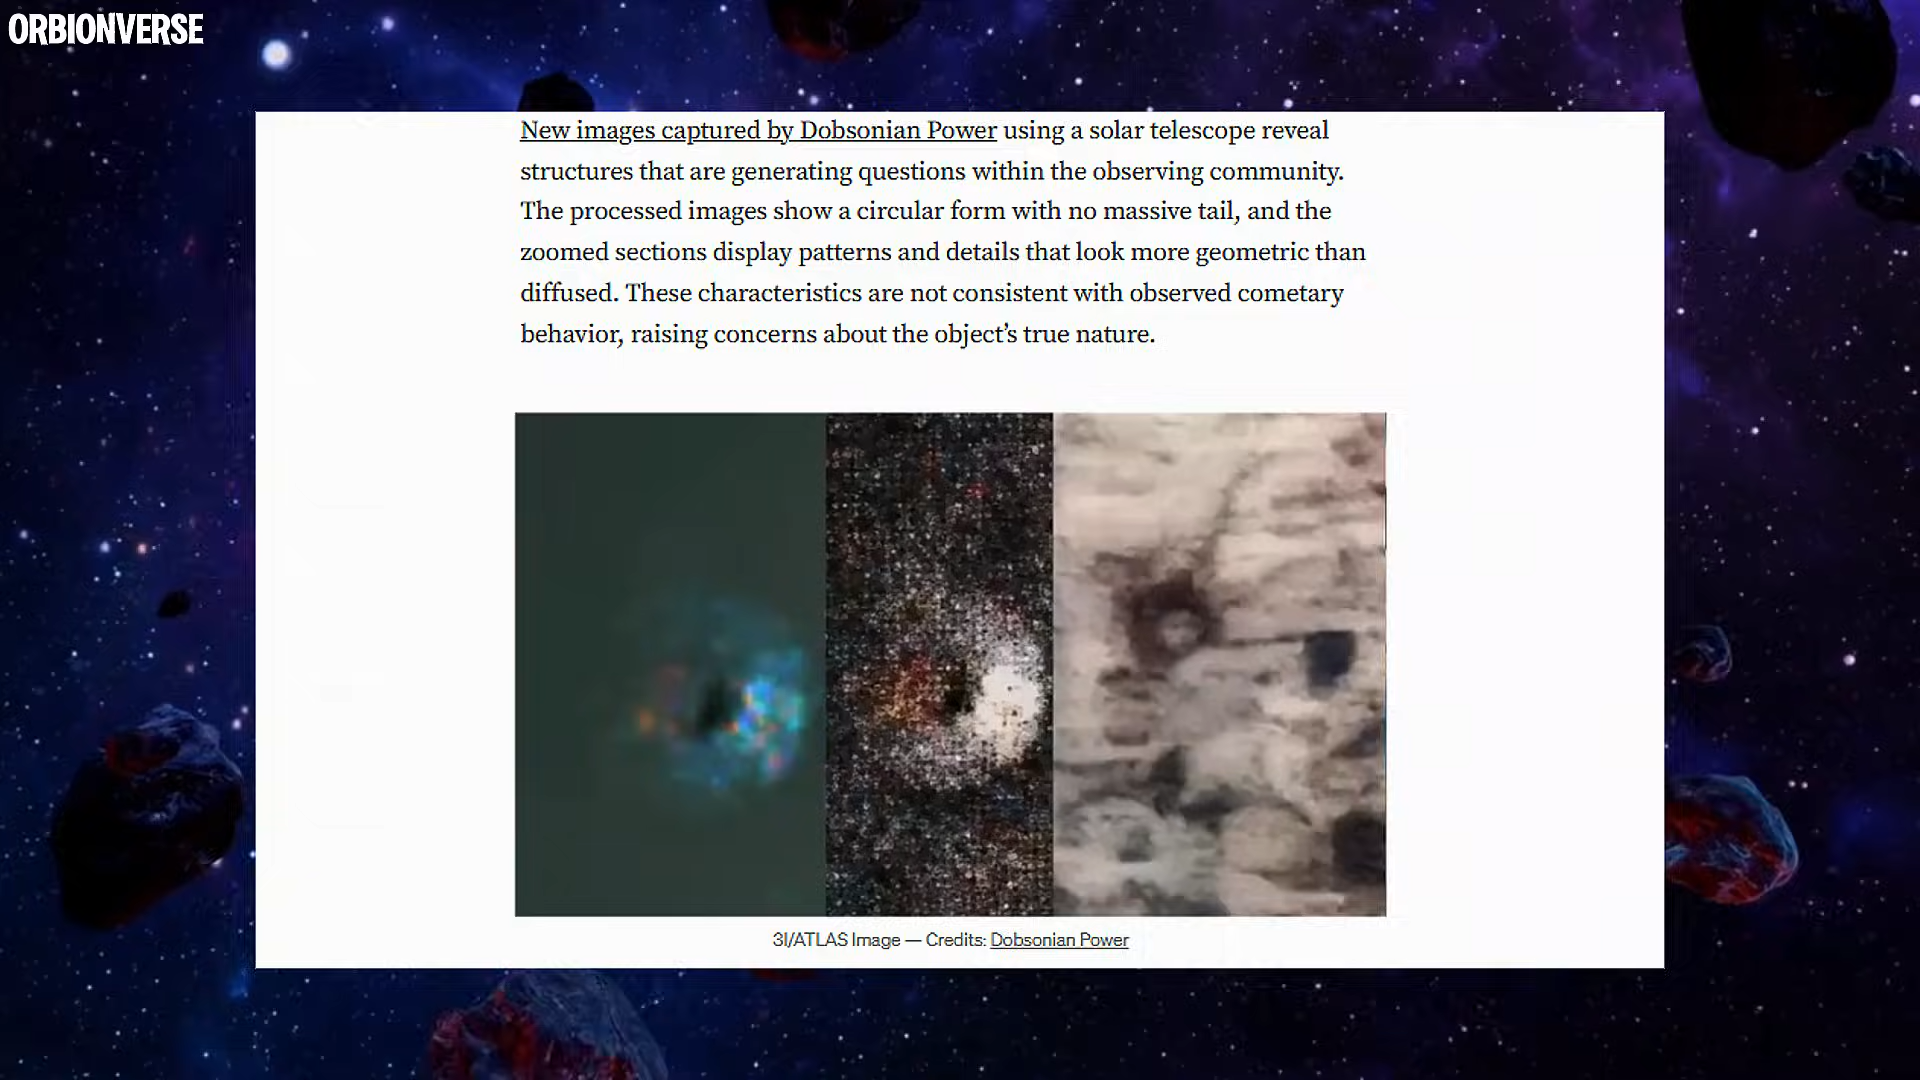 ORBIONVERSE
New images captured by Dobsonian Power using a solar telescope reveal
structures that are generating questions within the observing community.
The processed images show a circular form with no massive tail, and the
zoomed sections display patterns and details that look more geometric than
diffused. These characteristics are not consistent with observed cometary
behavior, raising concerns about the object’s true nature.
3I/ATLAS Image — Credits: Dobsonian Power